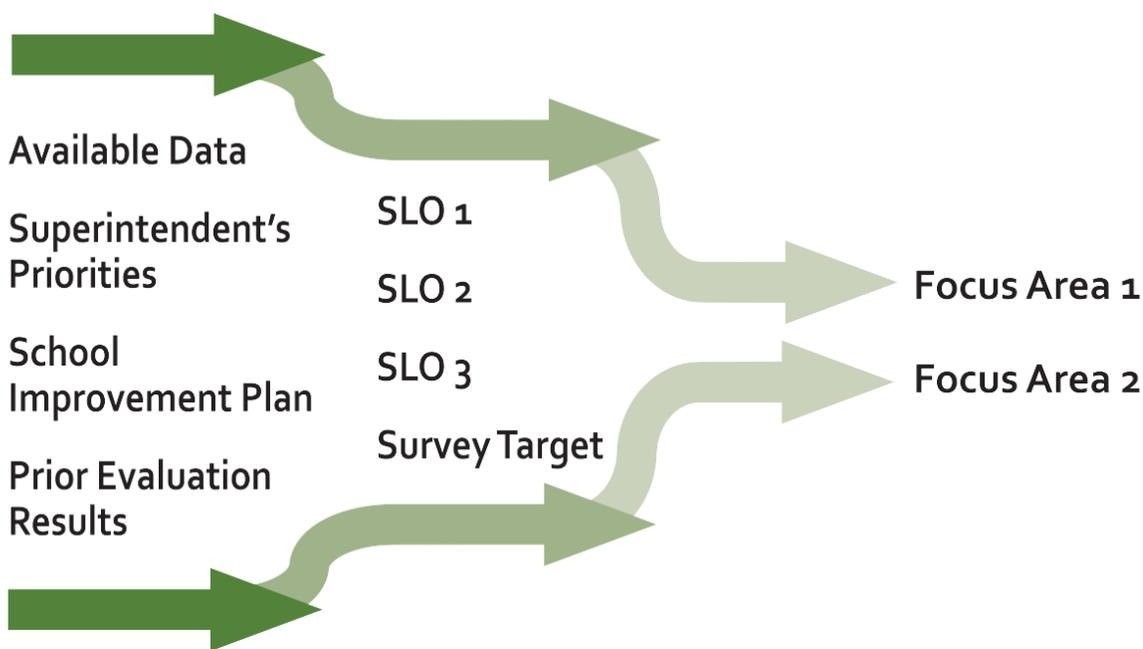 Available Data
Superintendent's
Priorities
School
Improvement Plan
Prior Evaluation
Results
SLO 1
SLO 2
SLO 3
Survey Target
Focus Area 1
Focus Area 2